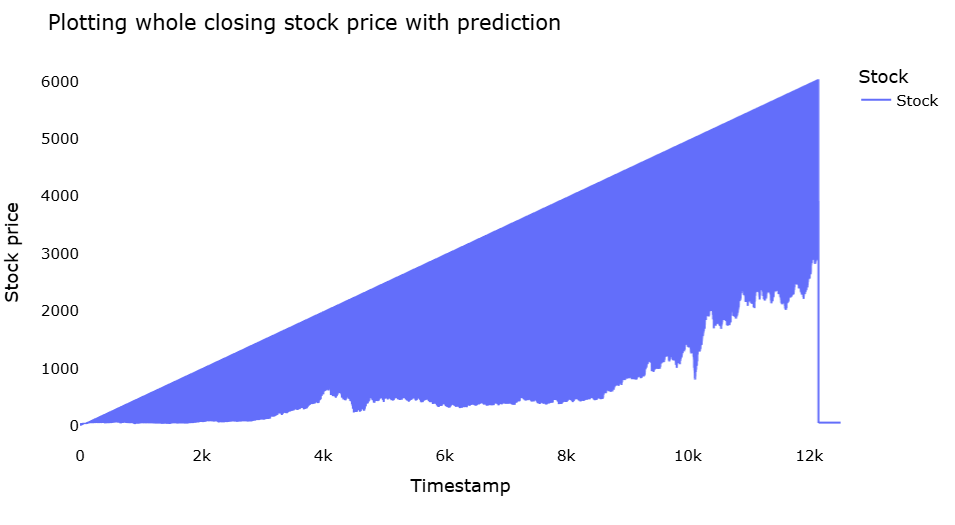 Plotting whole closing stock price with prediction
Stock
Stock
6000
5000
4000
3000
2000
1000
0
Stock price
0 2k 4k 6k 8k 10k 12k
Timestamp